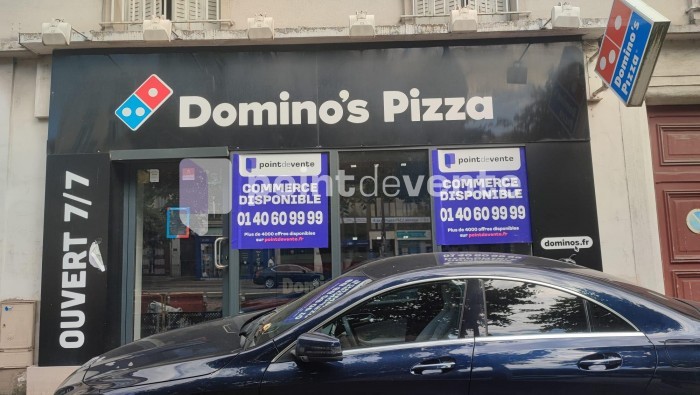 Domino's Pizza
Domino's
Pizza
OUVERT 7/7
pointdevente
pointdevente
COMMERCE
DISPONIBLE
01 40 60 99 99
Plus de 4000 offres disponibles
sur pointdevente.fr
pointdevente
COMMERCE
DISPONIBLE
01 40 60 99 99
Plus de 4000 offres disponibles
sur pointdevente.fr
dominos.fr